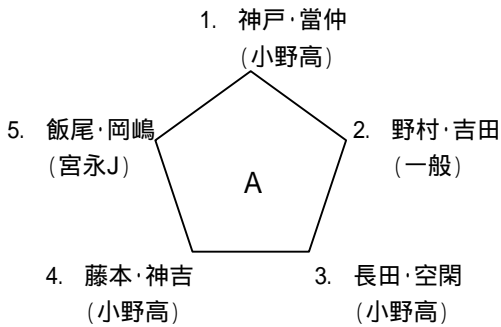 1. 神戸・當仲
(小野高)
5. 飯尾・岡嶋
(宮永J)
2. 野村・吉田
(一般)
A
4. 藤本・神吉
(小野高)
3. 長田・空閑
(小野高)